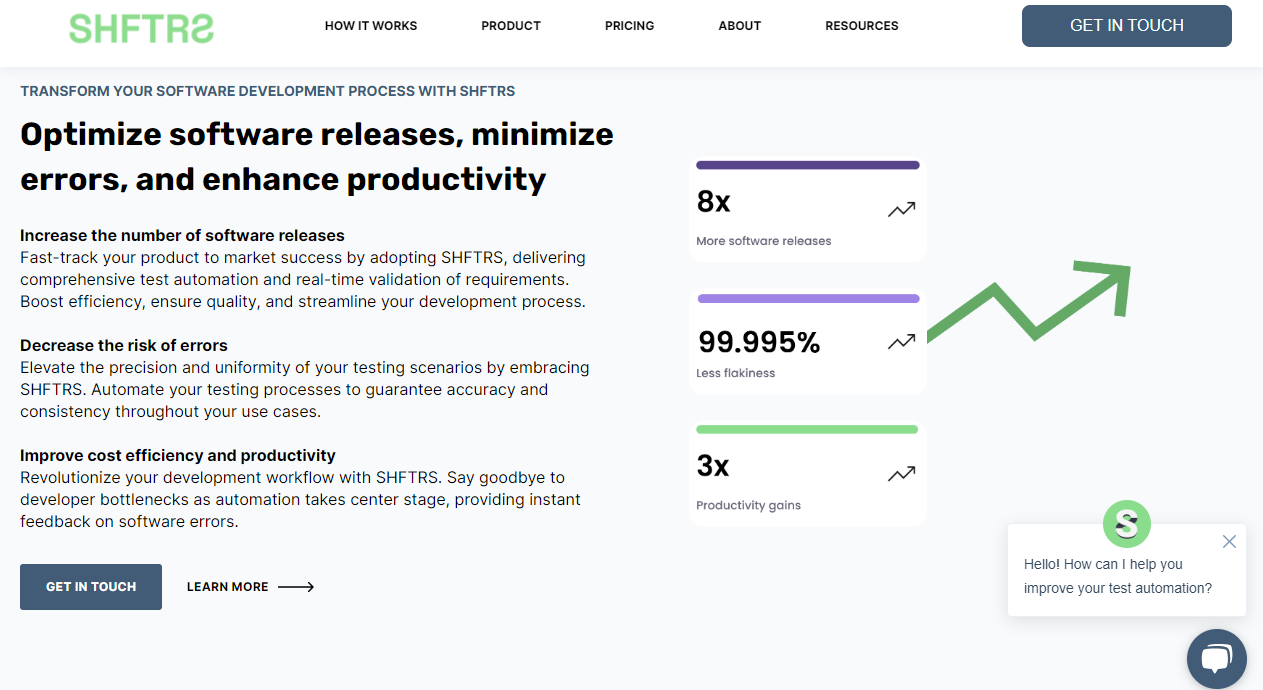 SHFTRS
HOW IT WORKS
PRODUCT
PRICING
ABOUT
RESOURCES
GET IN TOUCH
TRANSFORM YOUR SOFTWARE DEVELOPMENT PROCESS WITH SHFTRS
Optimize software releases, minimize
errors, and enhance productivity
Increase the number of software releases
Fast-track your product to market success by adopting SHFTRS, delivering
comprehensive test automation and real-time validation of requirements.
Boost efficiency, ensure quality, and streamline your development process.
Decrease the risk of errors
Elevate the precision and uniformity of your testing scenarios by embracing
SHFTRS. Automate your testing processes to guarantee accuracy and
consistency throughout your use cases.
Improve cost efficiency and productivity
Revolutionize your development workflow with SHFTRS. Say goodbye to
developer bottlenecks as automation takes center stage, providing instant
feedback on software errors.
GET IN TOUCH
LEARN MORE
8x
More software releases
99.995%
Less flakiness
3x
Productivity gains
S
Hello! How can I help you
improve your test automation?